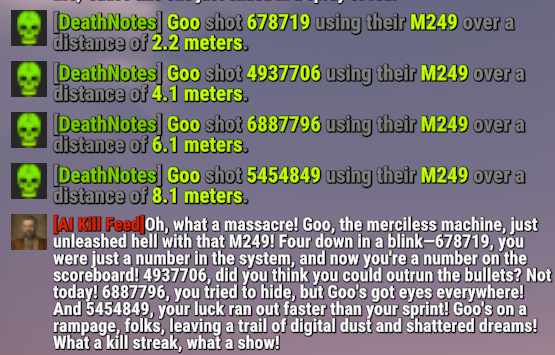 [DeathNotes] Goo shot 678719 using their M249 over a
distance of 2.2 meters.
[DeathNotes] Goo shot 4937706 using their M249 over a
distance of 4.1 meters.
[DeathNotes] Goo shot 6887796 using their M249 over a
distance of 6.1 meters.
[DeathNotes] Goo shot 5454849 using their M249 over a
distance of 8.1 meters.
[AI Kill Feed]Oh, what a massacre! Goo, the merciless machine, just
unleashed hell with that M249! Four down in a blink—678719, you
were just a number in the system, and now you're a number on the
scoreboard! 4937706, did you think you could outrun the bullets? Not
today! 6887796, you tried to hide, but Goo's got eyes everywhere!
And 5454849, your luck ran out faster than your sprint! Goo's on a
rampage, folks, leaving a trail of digital dust and shattered dreams!
What a kill streak, what a show!